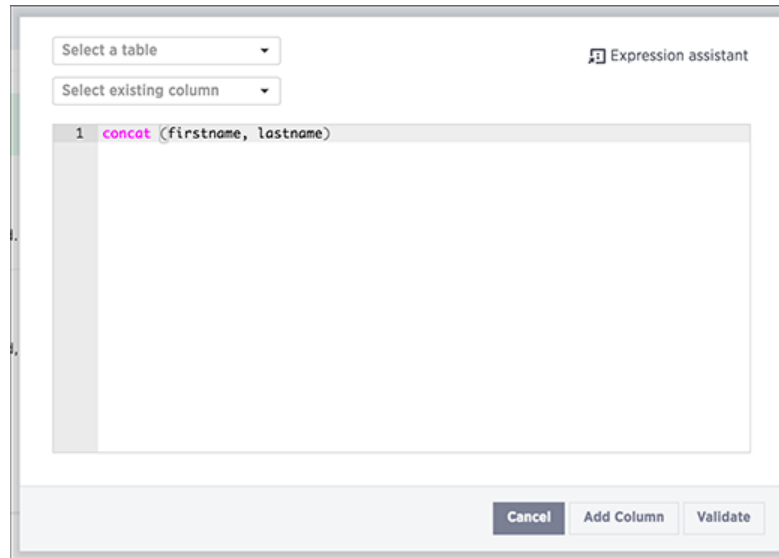 Select a table
Expression assistant
Select existing column
1 concat (firstname, lastname)
d.
d,
Cancel Add Column Validate